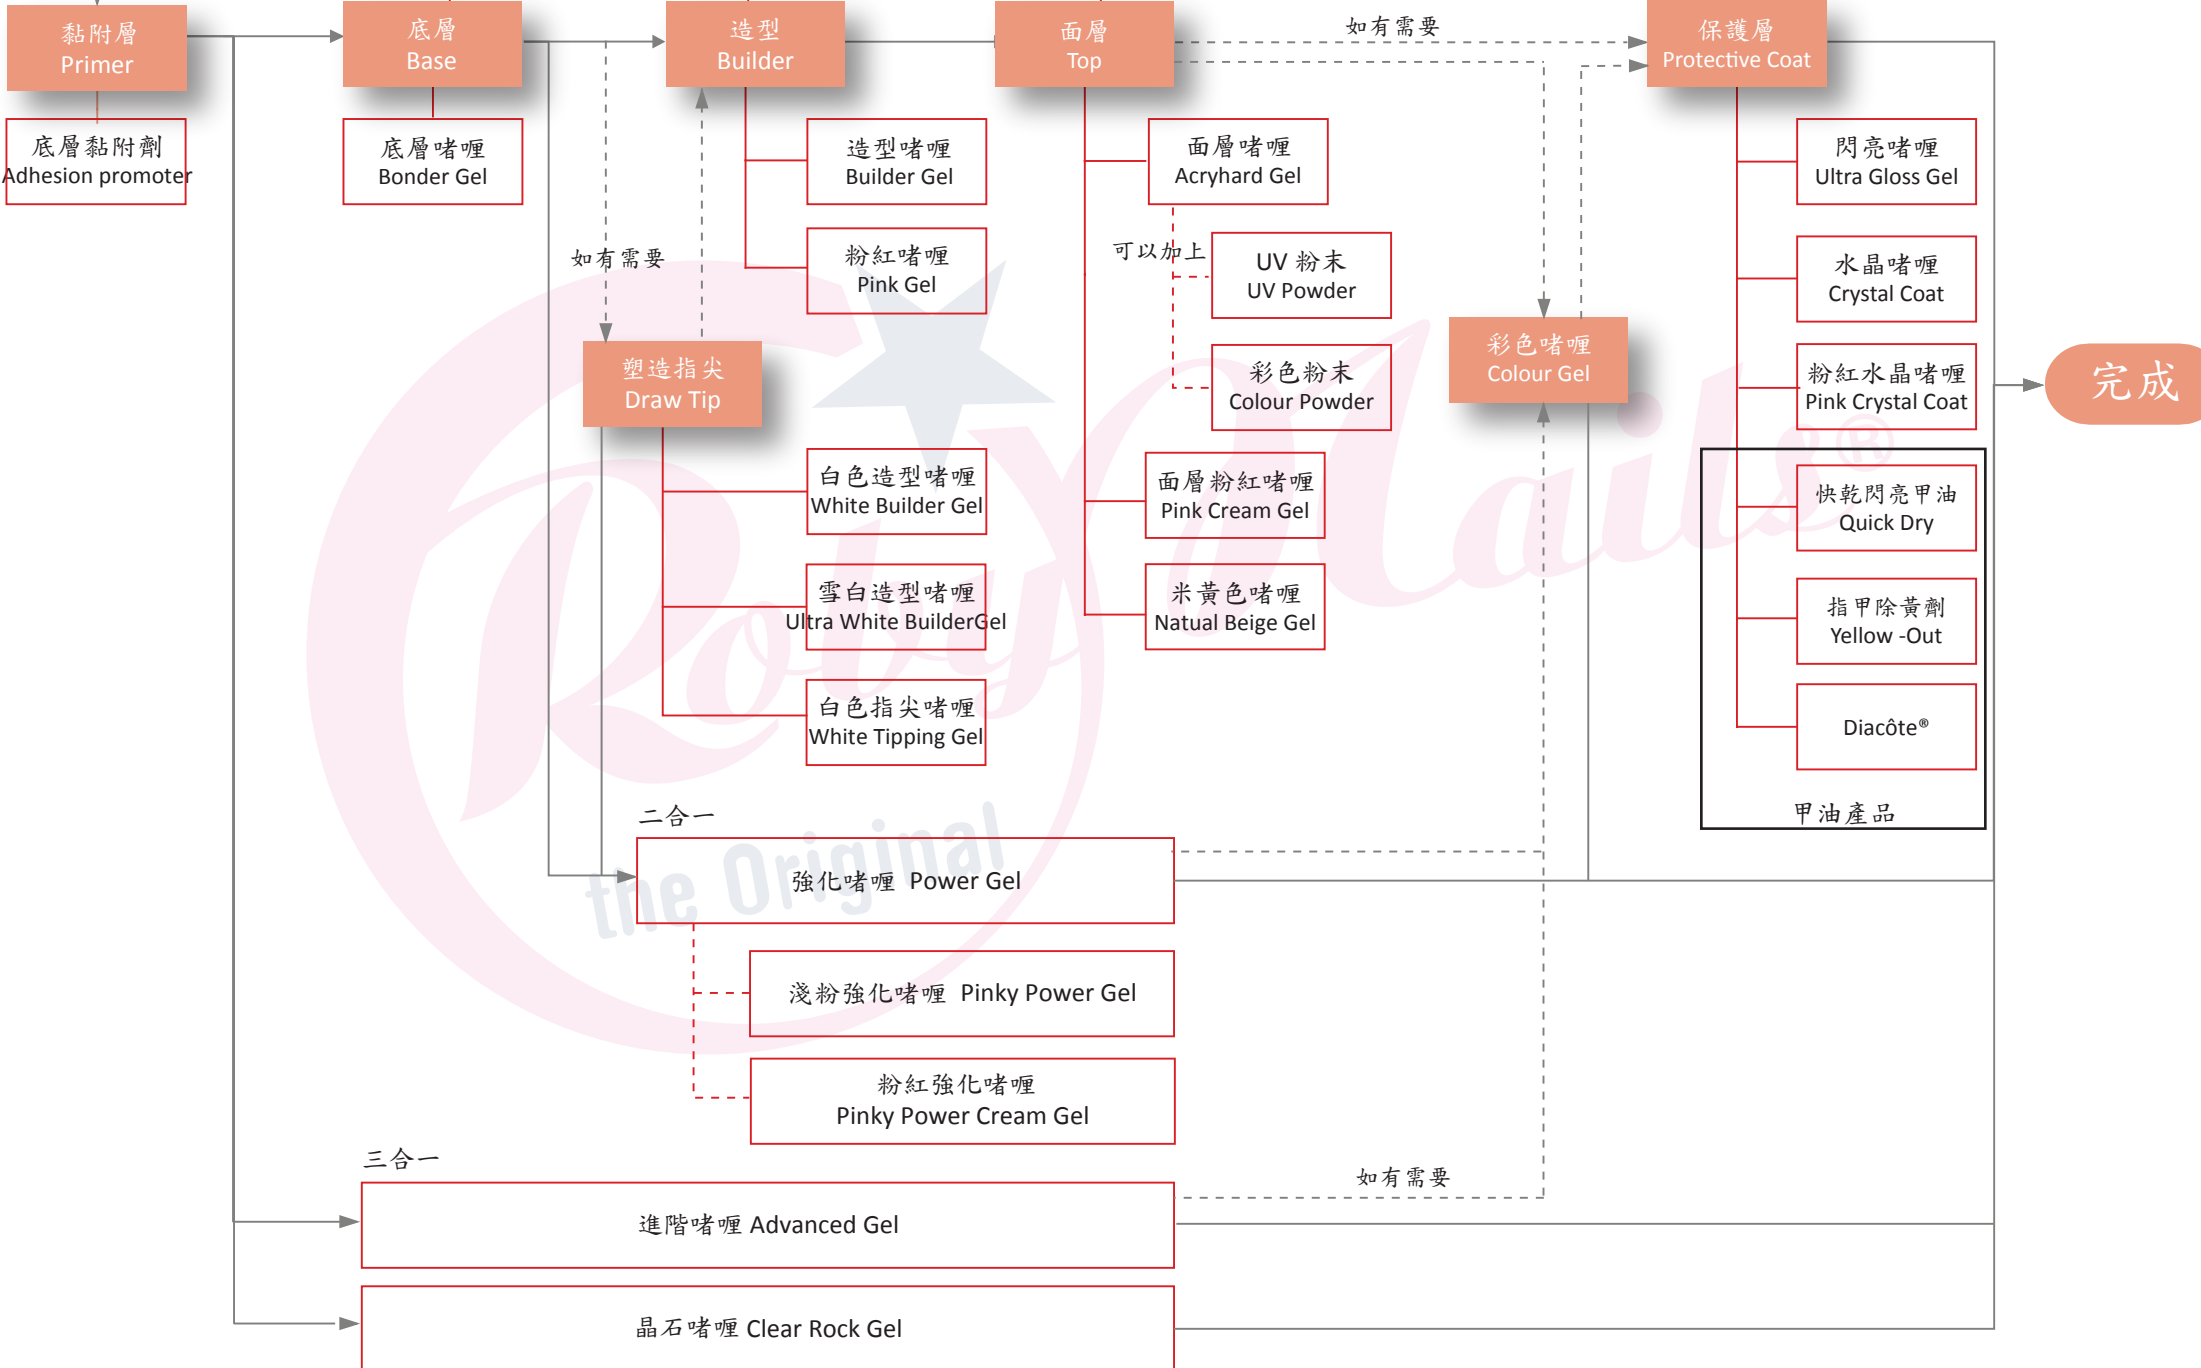 黏附層
Primer
底層
Base
造型
Builder
面層
Top
如有需要
保護層
Protective Coat
底層黏附劑
Adhesion promoter
底層啫喱
Bonder Gel
造型啫喱
Builder Gel
面層啫喱
Acryhard Gel
閃亮啫喱
Ultra Gloss Gel
如有需要
粉紅啫喱
Pink Gel
可以加上
UV 粉末
UV Powder
水晶啫喱
Crystal Coat
塑造指尖
Draw Tip
彩色粉末
Colour Powder
彩色啫喱
Colour Gel
粉紅水晶啫喱
Pink Crystal Coat
完成
白色造型啫喱
White Builder Gel
面層粉紅啫喱
Pink Cream Gel
快乾閃亮甲油
Quick Dry
雪白造型啫喱
Ultra White BuilderGel
米黃色啫喱
Natual Beige Gel
指甲除黃劑
Yellow -Out
白色指尖啫喱
White Tipping Gel
Diacôte®
甲油產品
二合一
強化啫喱 Power Gel
淺粉強化啫喱 Pinky Power Gel
粉紅強化啫喱
Pinky Power Cream Gel
三合一
如有需要
進階啫喱 Advanced Gel
晶石啫喱 Clear Rock Gel
Roby Nails®
the Original